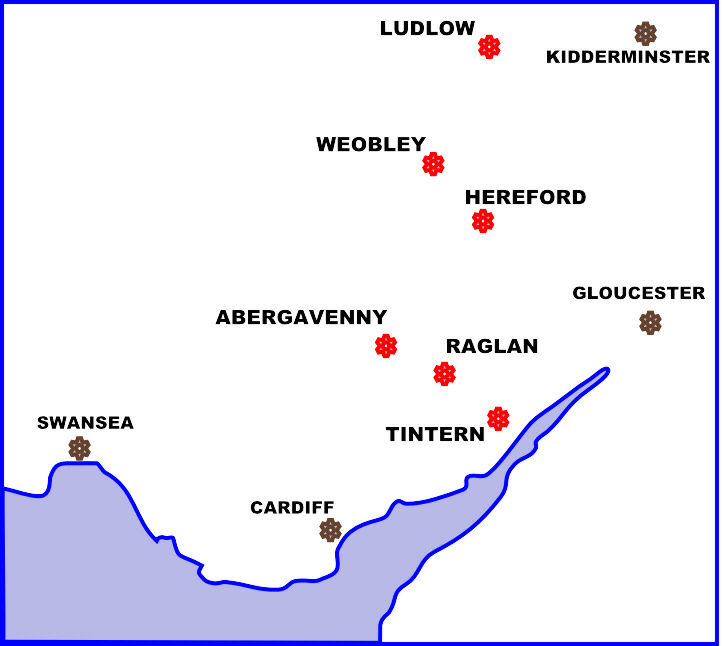 LUDLOW
KIDDERMINSTER
WEOBLEY
HEREFORD
GLOUCESTER
ABERGAVENNY
RAGLAN
SWANSEA
TINTERN
CARDIFF